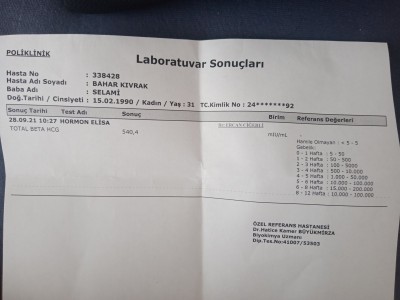 POLİKLİNİK
Laboratuvar Sonuçları
Hasta No : 338428
Hasta Adı Soyadı : BAHAR KIVRAK
Baba Adı : SELAMİ
Doğ.Tarihi / Cinsiyeti : 15.02.1990 / Kadın / Yaş : 31 TC.Kimlik No : 24*******92
Sonuç Tarihi Test Adı Sonuç Birim Referans Değerleri
28.09.21 10:27 HORMON ELİSA
TOTAL BETA HCG 540,4 mIU/mL -
Hamile Olmayan : < 5 - 5
Gebelik:
0 - 1 Hafta : 5 - 50
1 - 2 Hafta : 50 - 500
2 - 3 Hafta : 100 - 5000
3 - 4 Hafta : 500 - 10.000
4 - 5 Hafta : 1.000 - 50.000
5 - 6 Hafta : 10.000 - 100.000
6 - 8 Hafta : 15.000 - 200.000
8 - 12 Hafta : 10.000 - 100.000
ÖZEL REFERANS HASTANESİ
Dr.Hatice Kamer BÜYÜKMİRZA
Biyokimya Uzmanı
Dip.Tes.No:41007/53503